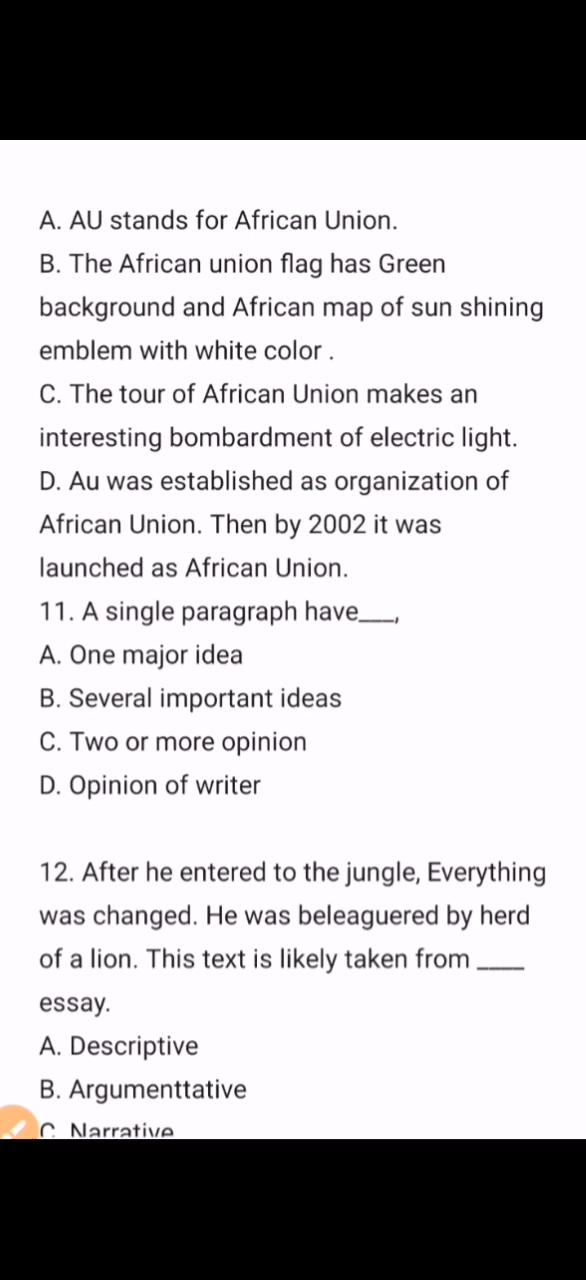 A. AU stands for African Union.
B. The African union flag has Green
background and African map of sun shining
emblem with white color .
C. The tour of African Union makes an
interesting bombardment of electric light.
D. Au was established as organization of
African Union. Then by 2002 it was
launched as African Union.
11. A single paragraph have___,
A. One major idea
B. Several important ideas
C. Two or more opinion
D. Opinion of writer
12. After he entered to the jungle, Everything
was changed. He was beleaguered by herd
of a lion. This text is likely taken from ____
essay.
A. Descriptive
B. Argumenttative
C. Narrative